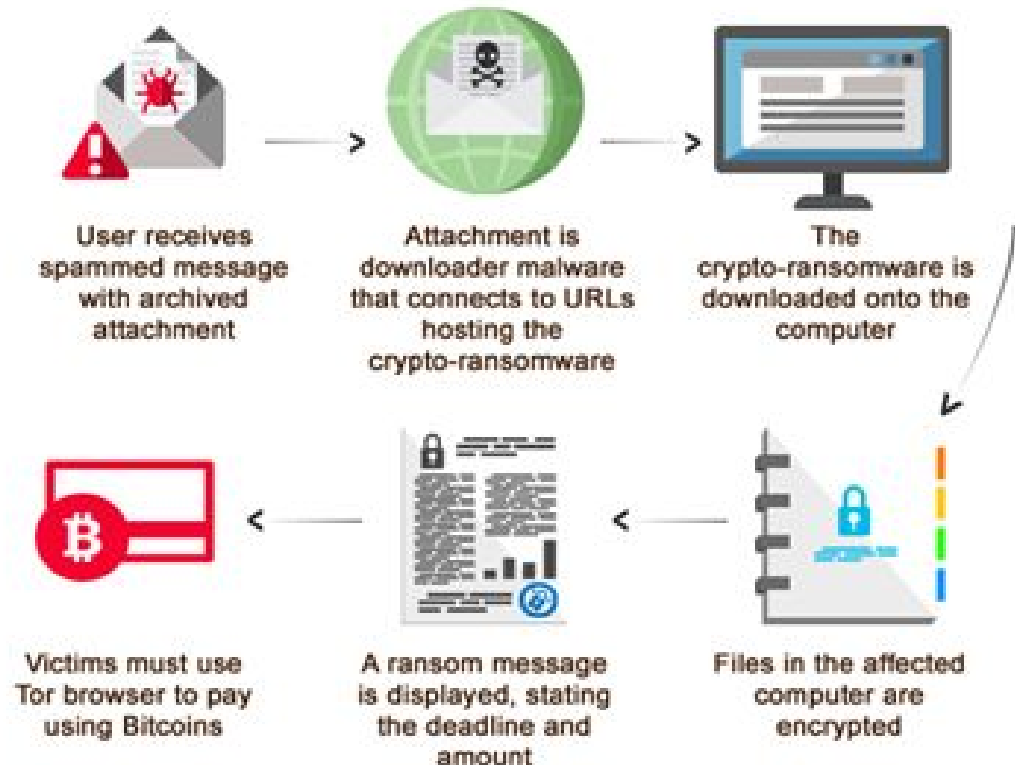 User receives
spammed message
with archived
attachment
Attachment is
downloader malware
that connects to URLs
hosting the
crypto-ransomware
The
crypto-ransomware is
downloaded onto the
computer
Files in the affected
computer are
encrypted
A ransom message
is displayed, stating
the deadline and
amount
Victims must use
Tor browser to pay
using Bitcoins